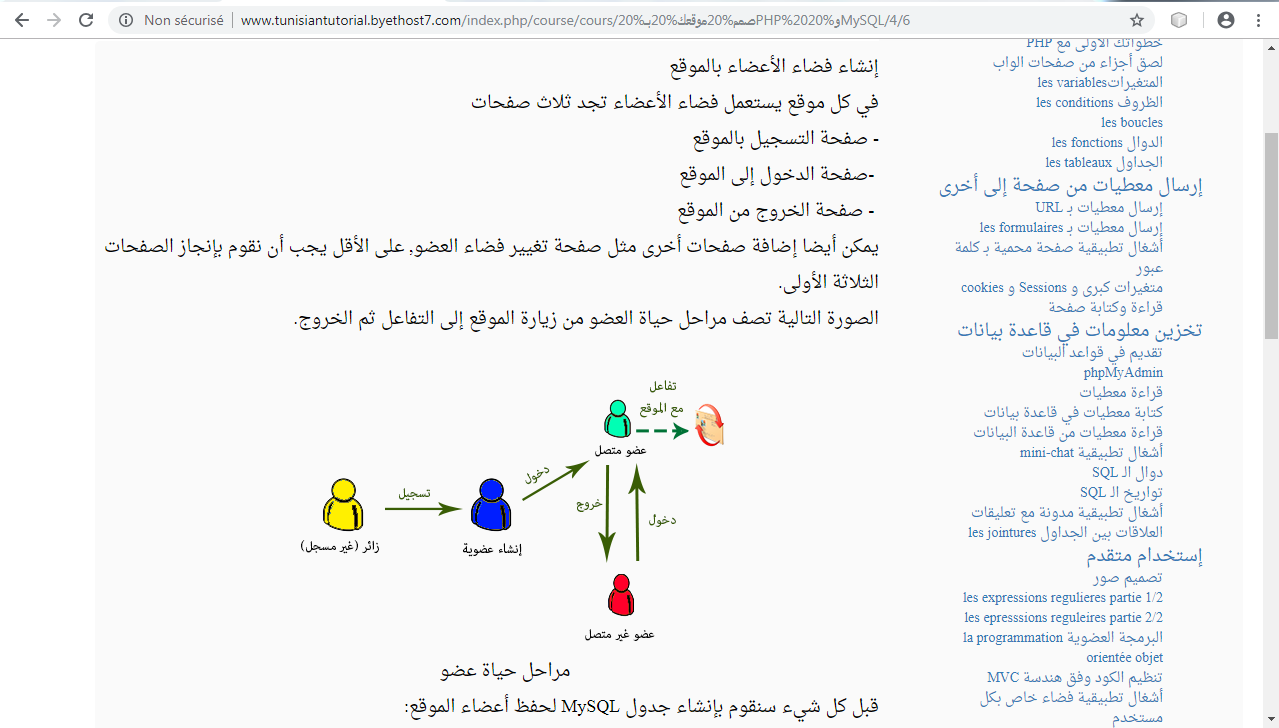 Non sécurisé
www.tunisiantutorial.byethost7.com/index.php/course/cours/20%صمم%20موقعك%20بـPHP%2020%وMySQL/4/6
خطواتك الأولى مع PHP
لصق أجزاء من صفحات الواب
المتغيراتles variables
الظروف les conditions
les boucles
الدوال les fonctions
الجداول les tableaux
إرسال معطيات من صفحة إلى أخرى
إرسال معطيات بـ URL
إرسال معطيات بـ les formulaires
أشغال تطبيقية صفحة محمية بـ كلمة
عبور
متغيرات كبرى و Sessions و cookies
قراءة وكتابة صفحة
تخزين معلومات في قاعدة بيانات
تقديم في قواعد البيانات
phpMyAdmin
قراءة معطيات
كتابة معطيات في قاعدة بيانات
قراءة معطيات من قاعدة البيانات
أشغال تطبيقية mini-chat
دوال الـ SQL
تواريخ الـ SQL
أشغال تطبيقية مدونة مع تعليقات
العلاقات بين الجداول les jointures
إستخدام متقدم
تصميم صور
les expressions regulieres partie 1/2
les epresssions reguleires partie 2/2
البرمجة العضوية la programmation
orientée objet
تنظيم الكود وفق هندسة MVC
أشغال تطبيقية فضاء خاص بكل
مستخدم
إنشاء فضاء الأعضاء بالموقع
في كل موقع يستعمل فضاء الأعضاء تجد ثلاث صفحات
- صفحة التسجيل بالموقع
-صفحة الدخول إلى الموقع
- صفحة الخروج من الموقع
يمكن أيضا إضافة صفحات أخرى مثل صفحة تغيير فضاء العضو, على الأقل يجب أن نقوم بإنجاز الصفحات
الثلاثة الأولى.
الصورة التالية تصف مراحل حياة العضو من زيارة الموقع إلى التفاعل ثم الخروج.
تفاعل
مع الموقع
عضو متصل
دخول
تسجيل
خروج
دخول
زائر (غير مسجل)
إنشاء عضوية
عضو غير متصل
مراحل حياة عضو
قبل كل شيء سنقوم بإنشاء جدول MySQL لحفظ أعضاء الموقع: